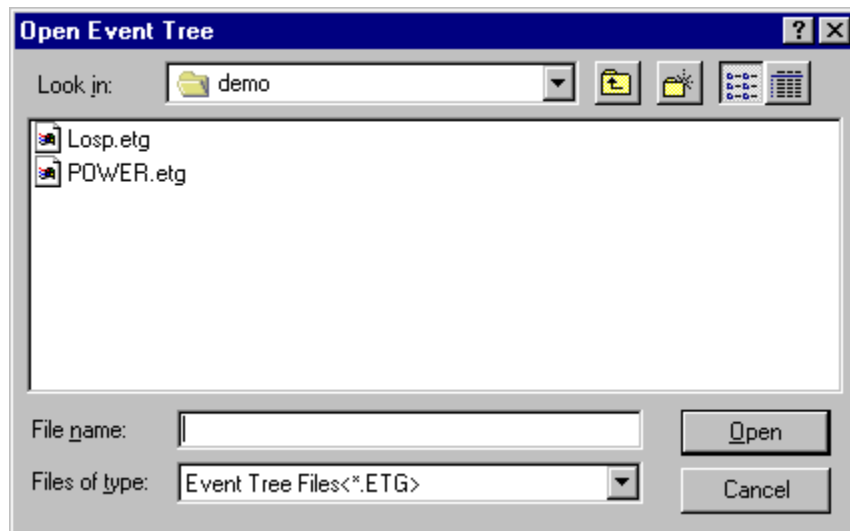 Open Event Tree
Look in: demo
Losp.etg
POWER.etg
File name: Open
Files of type: Event Tree Files<*.ETG> Cancel